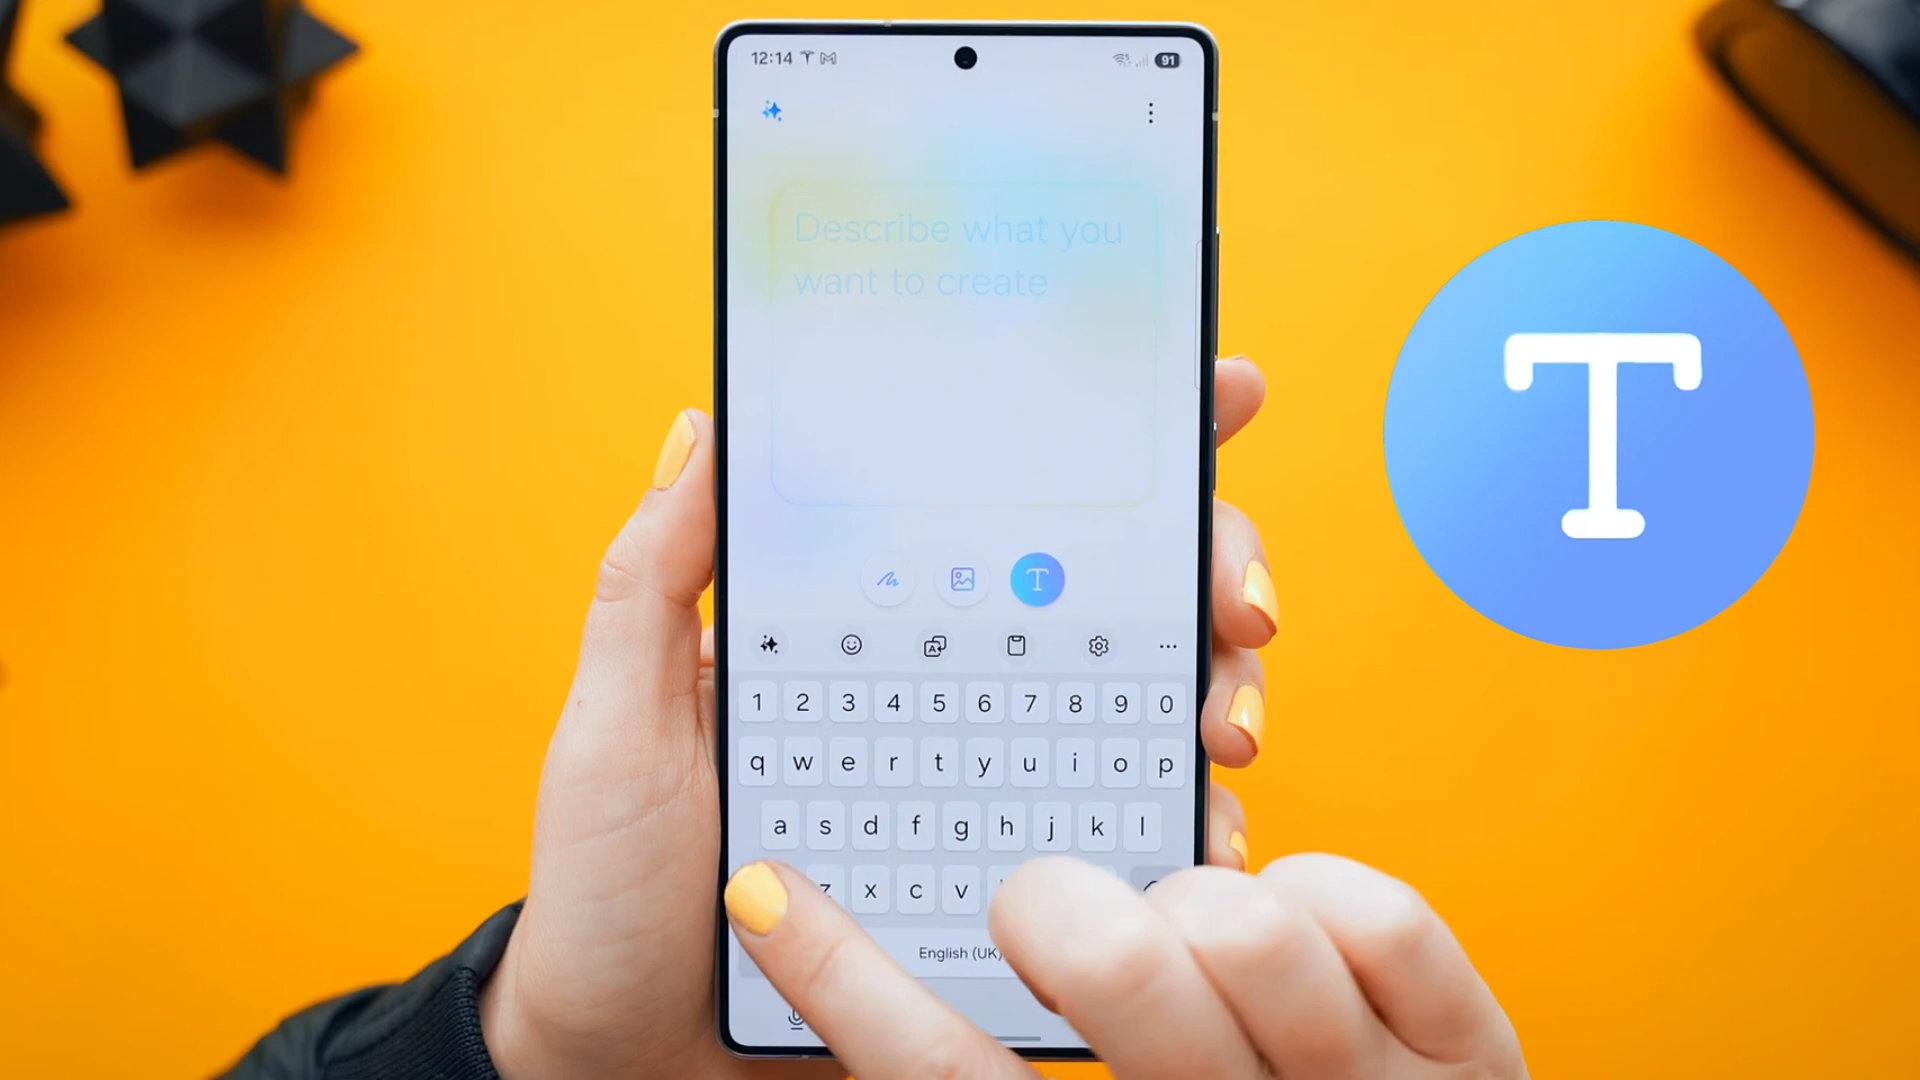 12:14
91
Describe what you
want to create
T
T
1 2 3 4 5 6 7 8 9 0
q w e r t y u i o p
a s d f g h j k l
z x c v
English (UK)